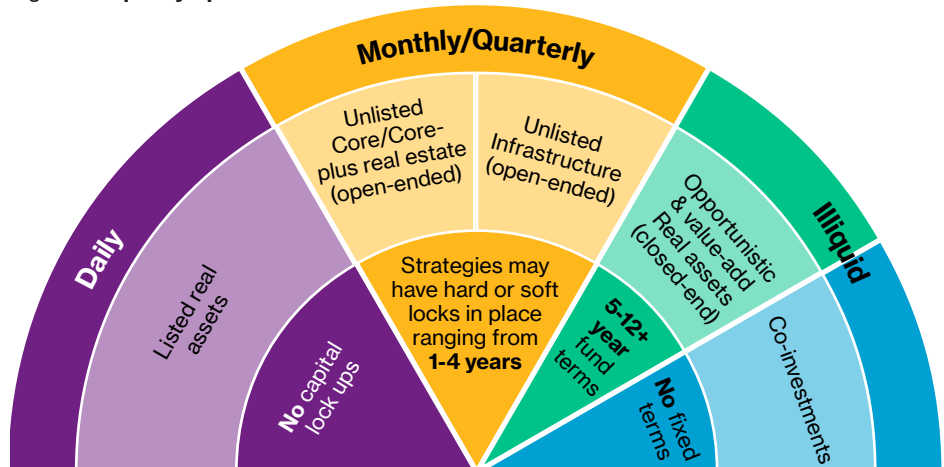 Monthly/Quarterly
Daily
Illiquid
Listed real
assets
No capital
lock ups
Unlisted
Core/Core-
plus real estate
(open-ended)
Unlisted
Infrastructure
(open-ended)
Strategies may
have hard or soft
locks in place
ranging from
1-4 years
Opportunistic
& value-add
Real assets
(closed-end)
5-12+
year
fund
terms
Co-investments
No fixed
terms